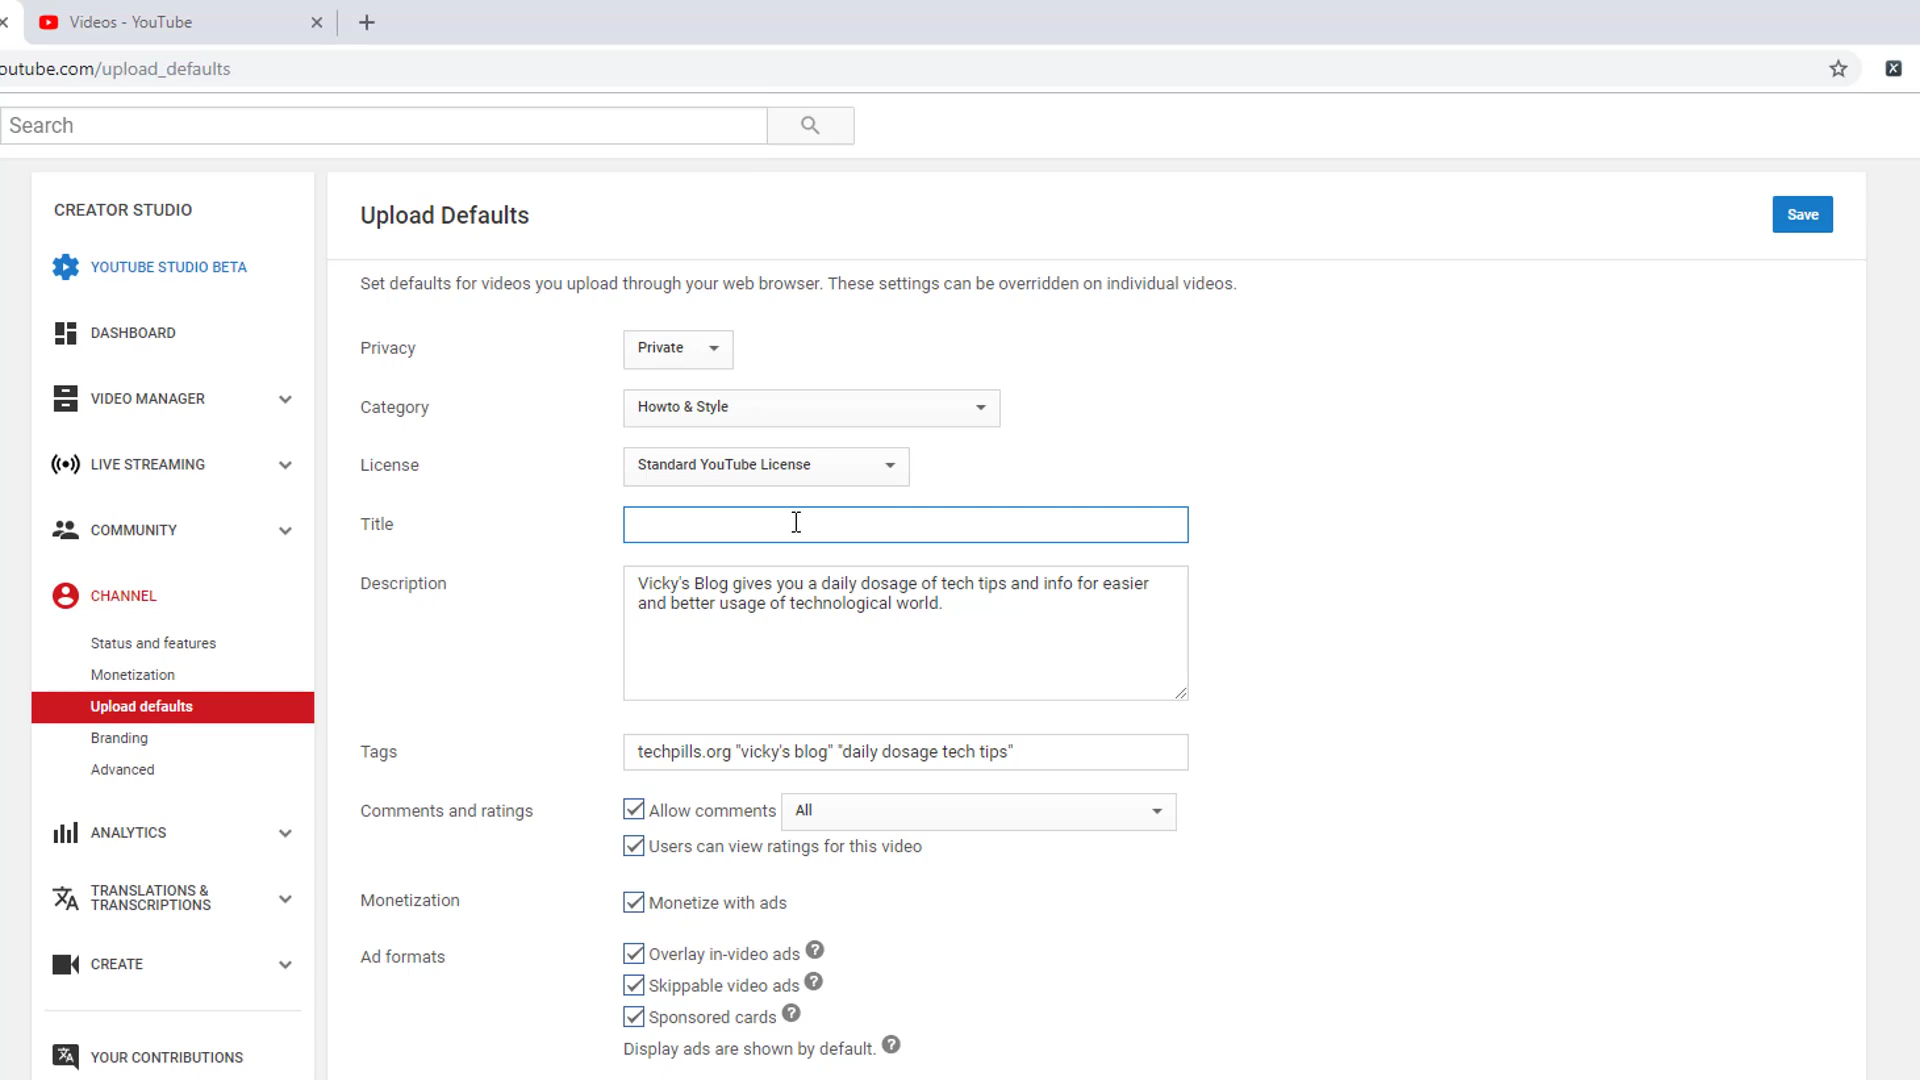 Videos - YouTube
outube.com/upload_defaults
Search
CREATOR STUDIO
YOUTUBE STUDIO BETA
DASHBOARD
VIDEO MANAGER
LIVE STREAMING
COMMUNITY
CHANNEL
Status and features
Monetization
Upload defaults
Branding
Advanced
ANALYTICS
TRANSLATIONS &
TRANSCRIPTIONS
CREATE
YOUR CONTRIBUTIONS
Upload Defaults
Save
Set defaults for videos you upload through your web browser. These settings can be overridden on individual videos.
Privacy
Private
Category
Howto & Style
License
Standard YouTube License
Title
Description
Vicky's Blog gives you a daily dosage of tech tips and info for easier
and better usage of technological world.
Tags
techpills.org "vicky's blog" "daily dosage tech tips"
Comments and ratings
Allow comments
All
Users can view ratings for this video
Monetization
Monetize with ads
Ad formats
Overlay in-video ads ?
Skippable video ads ?
Sponsored cards ?
Display ads are shown by default. ?